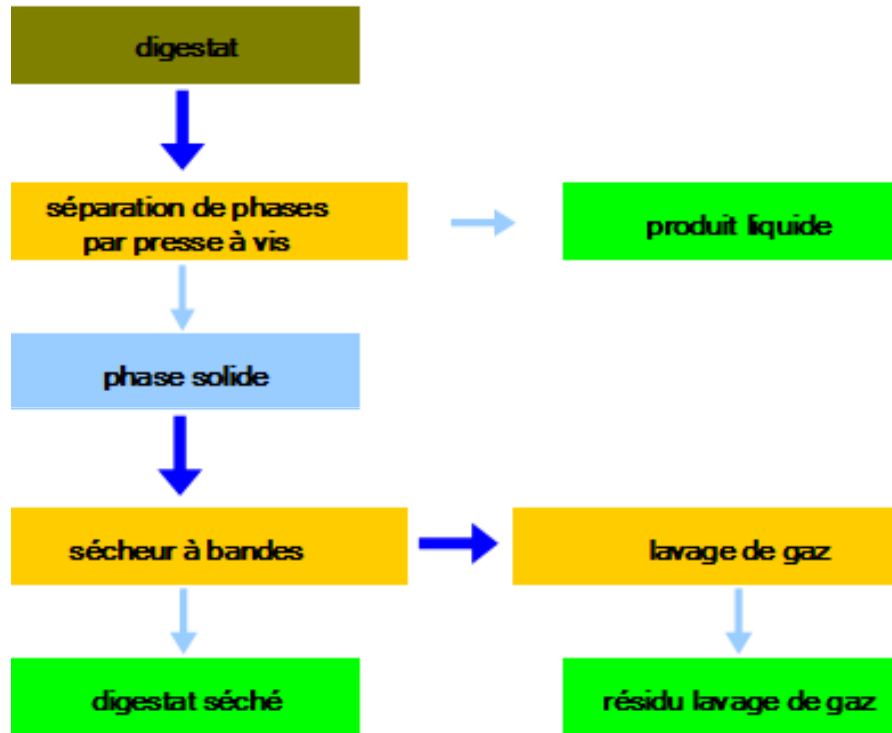 digestat
séparation de phases
par presse à vis
produit liquide
phase solide
sécheur à bandes
lavage de gaz
digestat séché
résidu lavage de gaz